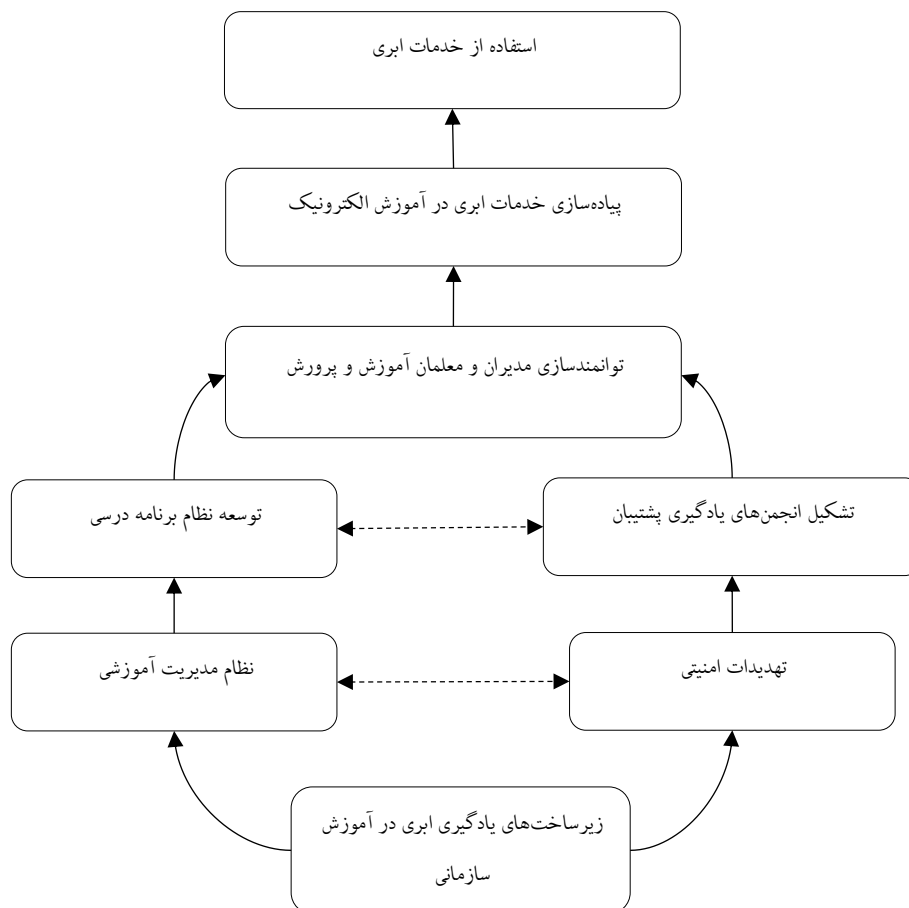 استفاده از خدمات ابری
پیاده‌سازی خدمات ابری در آموزش الکترونیک
توانمندسازی مدیران و معلمان آموزش و پرورش
تشکیل انجمن‌های یادگیری پشتیبان
توسعه نظام برنامه درسی
تهدیدات امنیتی
نظام مدیریت آموزشی
زیرساخت‌های یادگیری ابری در آموزش
سازمانی